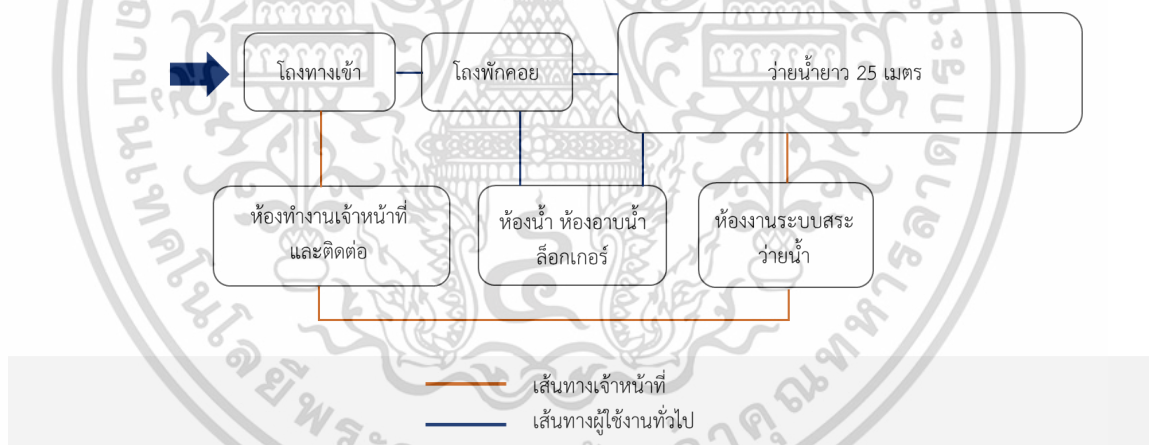 โถงทางเข้า
โถงพักคอย
ว่ายน้ำยาว 25 เมตร
ห้องทำงานเจ้าหน้าที่
และติดต่อ
ห้องน้ำ ห้องอาบน้ำ
ล็อกเกอร์
ห้องงานระบบสระ
ว่ายน้ำ
เส้นทางเจ้าหน้าที่
เส้นทางผู้ใช้งานทั่วไป